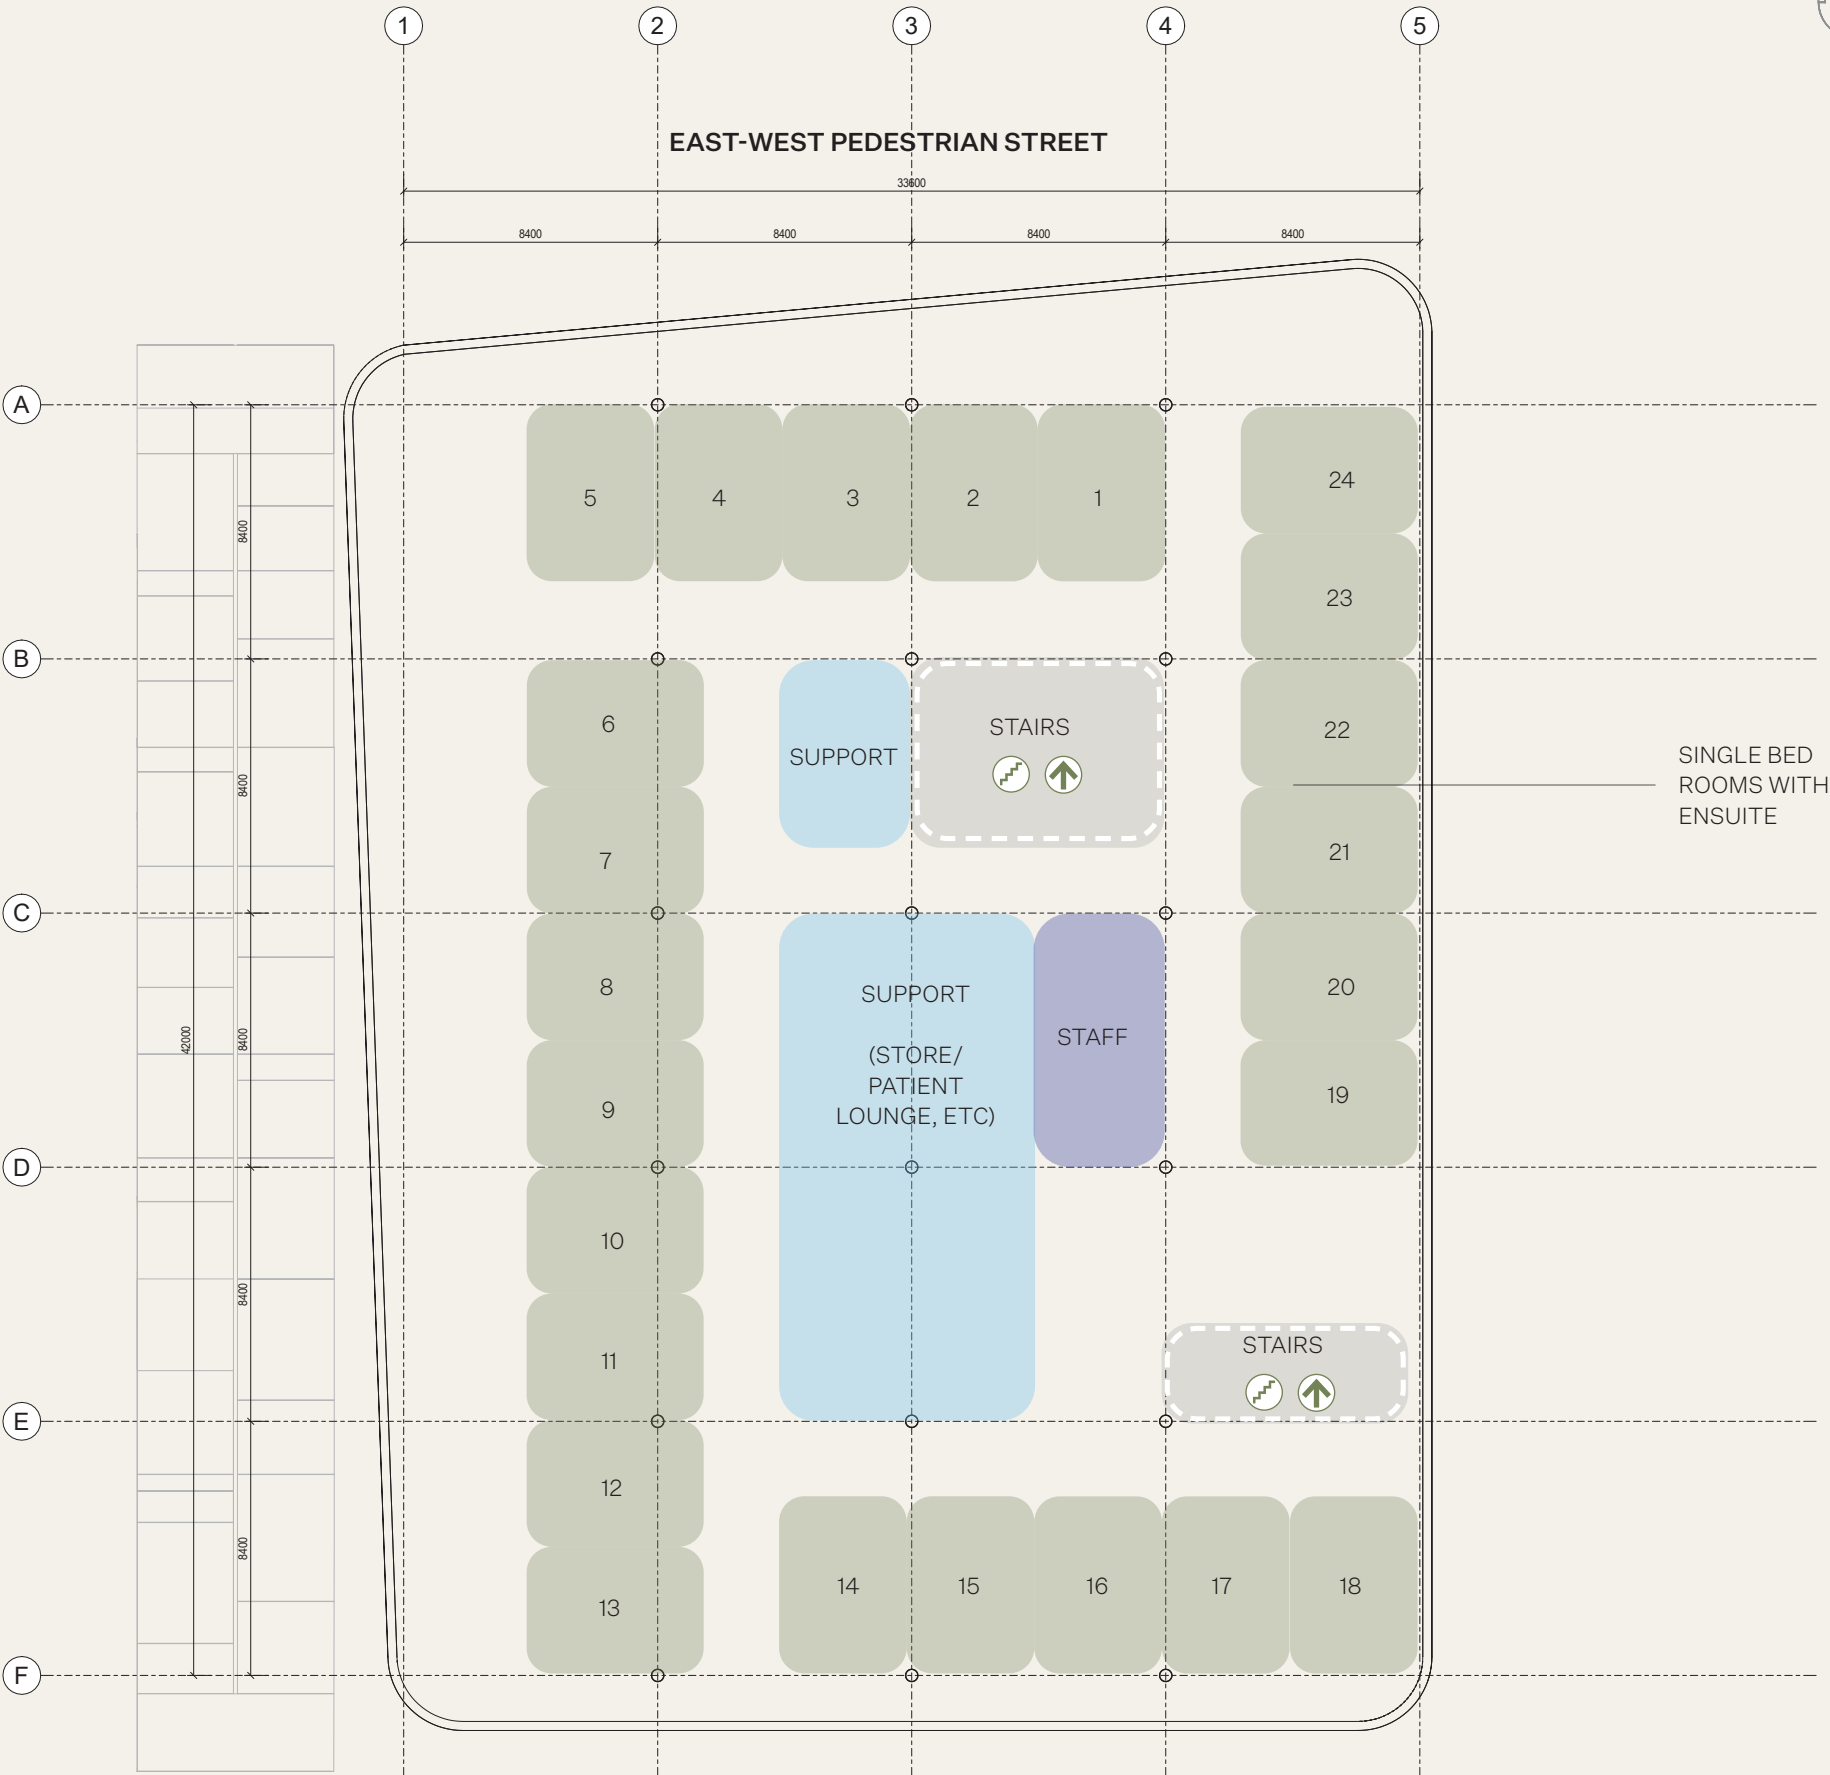 1 2 3 4 5
EAST-WEST PEDESTRIAN STREET
33600
8400 8400 8400 8400
A
5 4 3 2 1
24
8400
23
B
6
SUPPORT
STAIRS
22
SINGLE BED
ROOMS WITH
ENSUITE
8400
7
21
C
8
SUPPORT
20
42000
8400
(STORE/
PATIENT
LOUNGE, ETC)
STAFF
9
19
D
10
8400
11
STAIRS
E
12
8400
14 15 16 17 18
13
F